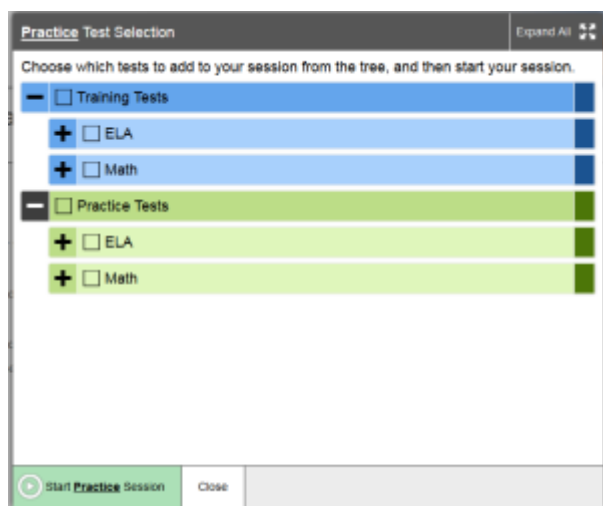 Practice Test Selection
Expand All
Choose which tests to add to your session from the tree, and then start your session.
Training Tests
ELA
Math
Practice Tests
ELA
Math
Start Practice Session
Close